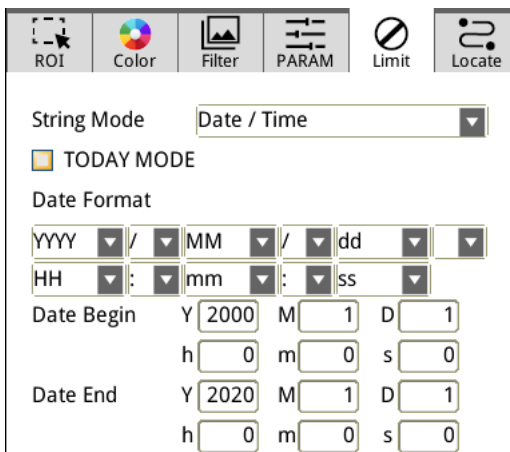 ROI Color Filter PARAM Limit Locate
String Mode Date / Time
TODAY MODE
Date Format
YYYY / MM / dd
HH : mm : ss
Date Begin Y 2000 M 1 D 1
h 0 m 0 s 0
Date End Y 2020 M 1 D 1
h 0 m 0 s 0